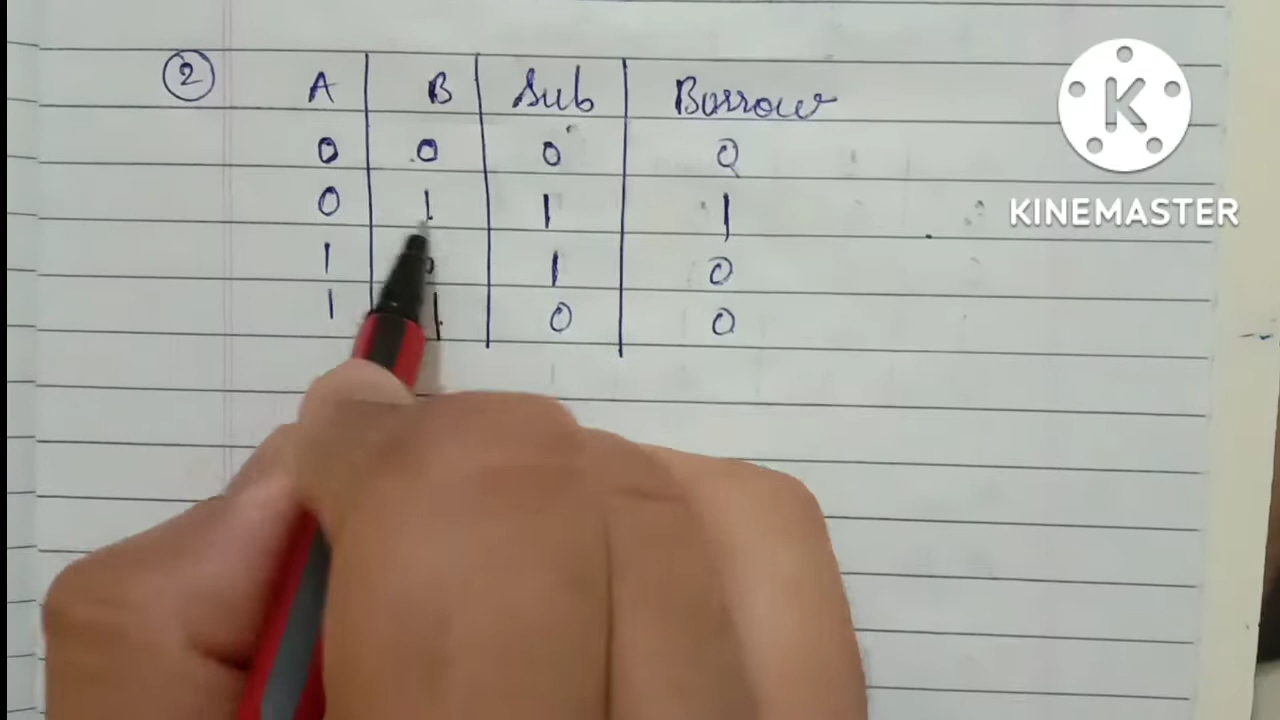 ② A B Sub Borrow
0 0 0 0
0 1 1 1
1 0 1 0
1 1 0 0
K
KINEMASTER